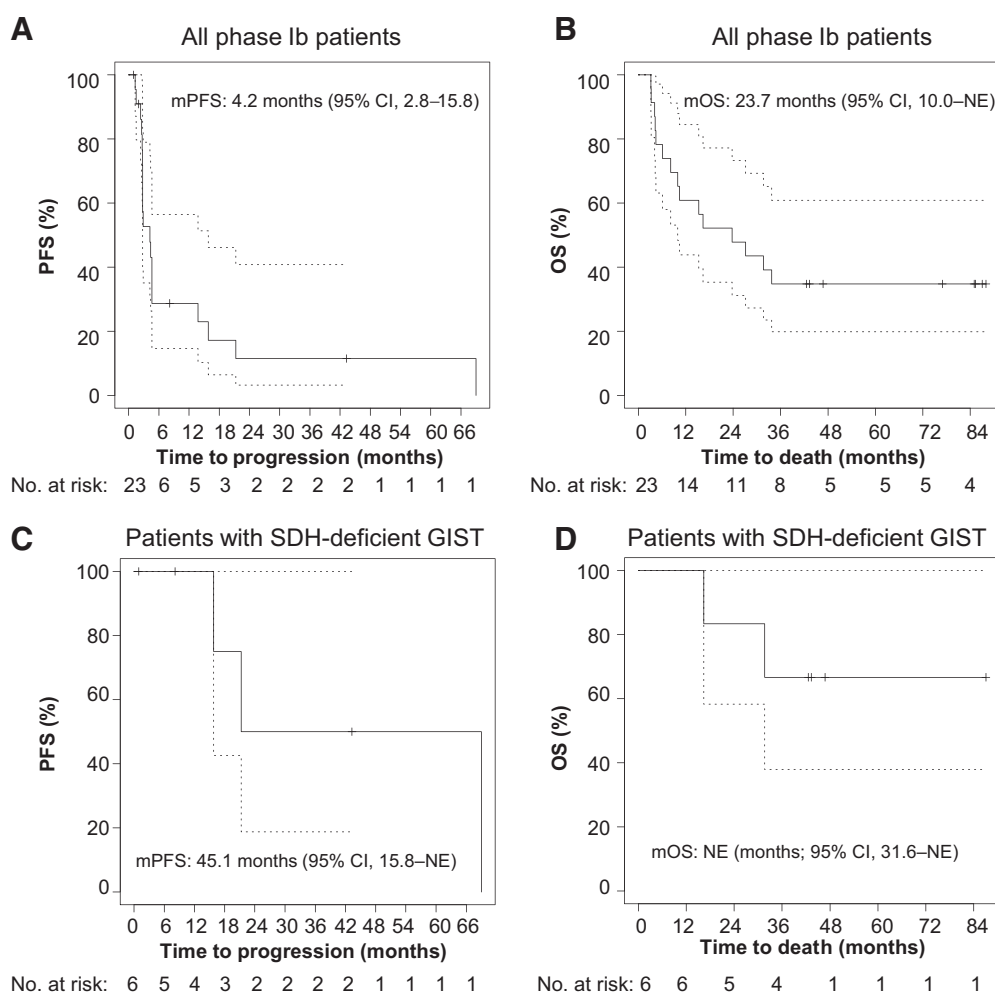 A
All phase Ib patients
mPFS: 4.2 months (95% CI, 2.8–15.8)
PFS (%)
100
80
60
40
20
0
0 6 12 18 24 30 36 42 48 54 60 66
Time to progression (months)
No. at risk: 23 6 5 3 2 2 2 2 1 1 1 1
B
All phase Ib patients
mOS: 23.7 months (95% CI, 10.0–NE)
OS (%)
100
80
60
40
20
0
0 12 24 36 48 60 72 84
Time to death (months)
No. at risk: 23 14 11 8 5 5 5 4
C
Patients with SDH-deficient GIST
PFS (%)
100
80
60
40
20
0
mPFS: 45.1 months (95% CI, 15.8–NE)
0 6 12 18 24 30 36 42 48 54 60 66
Time to progression (months)
No. at risk: 6 5 4 3 2 2 2 2 1 1 1 1
D
Patients with SDH-deficient GIST
OS (%)
100
80
60
40
20
0
mOS: NE (months; 95% CI, 31.6–NE)
0 12 24 36 48 60 72 84
Time to death (months)
No. at risk: 6 6 5 4 1 1 1 1